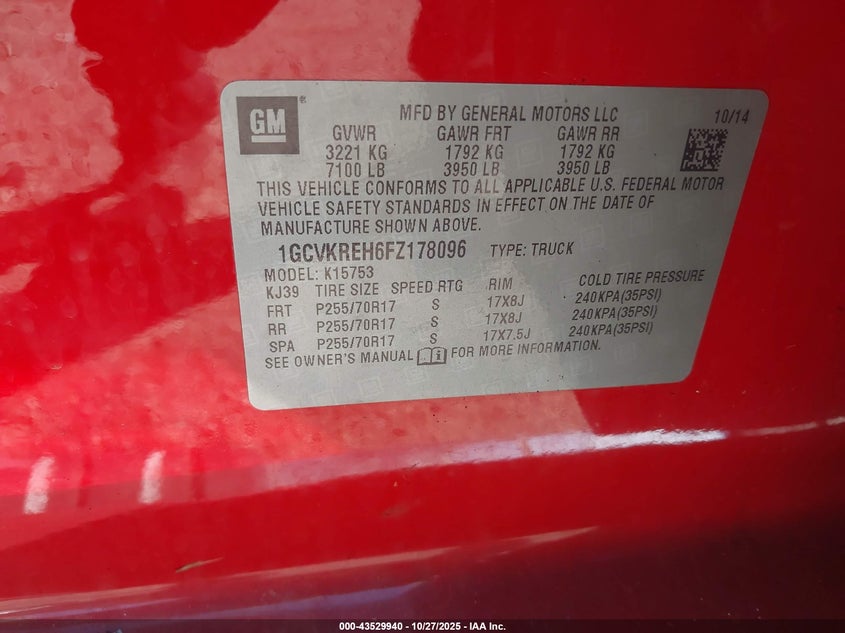 GM®
MFD BY GENERAL MOTORS LLC 10/14
GVWR GAWR FRT GAWR RR
3221 KG 1792 KG 1792 KG
7100 LB 3950 LB 3950 LB
THIS VEHICLE CONFORMS TO ALL APPLICABLE U.S. FEDERAL MOTOR
VEHICLE SAFETY STANDARDS IN EFFECT ON THE DATE OF
MANUFACTURE SHOWN ABOVE.
1GCVKREH6FZ178096 TYPE: TRUCK
MODEL: K15753
KJ39 TIRE SIZE SPEED RTG RIM COLD TIRE PRESSURE
FRT P255/70R17 S 17X8J 240KPA(35PSI)
RR P255/70R17 S 17X8J 240KPA(35PSI)
SPA P255/70R17 S 17X7.5J 240KPA(35PSI)
SEE OWNER'S MANUAL FOR MORE INFORMATION.
000-43529940 - 10/27/2025 - IAA Inc.